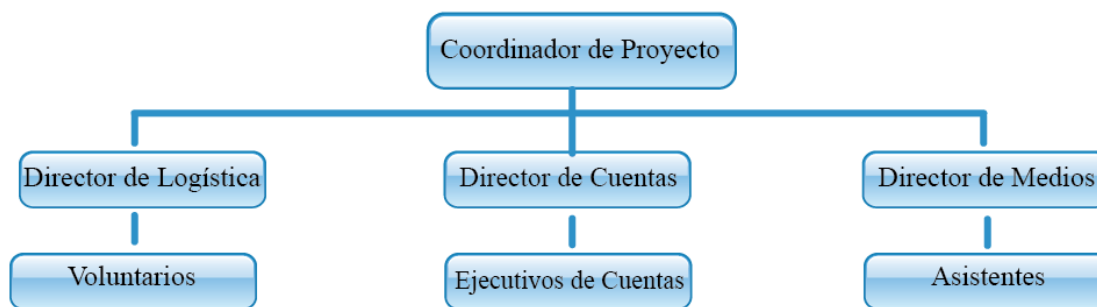 Coordinador de Proyecto
Director de Logística
Director de Cuentas
Director de Medios
Voluntarios
Ejecutivos de Cuentas
Asistentes